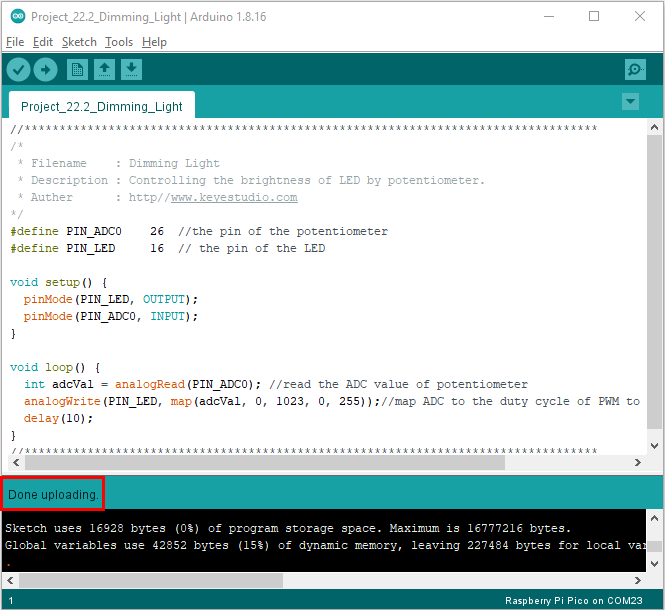 Project_22.2_Dimming_Light | Arduino 1.8.16
File Edit Sketch Tools Help
Project_22.2_Dimming_Light
//**********************************************************************************
/*
 * Filename    : Dimming Light
 * Description : Controlling the brightness of LED by potentiometer.
 * Auther      : http//www.keyestudio.com
*/
#define PIN_ADC0    26  //the pin of the potentiometer
#define PIN_LED     16  // the pin of the LED
void setup() {
  pinMode(PIN_LED, OUTPUT);
  pinMode(PIN_ADC0, INPUT);
}
void loop() {
  int adcVal = analogRead(PIN_ADC0); //read the ADC value of potentiometer
  analogWrite(PIN_LED, map(adcVal, 0, 1023, 0, 255));//map ADC to the duty cycle of PWM to
  delay(10);
}
//**********************************************************************************
Done uploading.
Sketch uses 16928 bytes (0%) of program storage space. Maximum is 16777216 bytes.
Global variables use 42852 bytes (15%) of dynamic memory, leaving 227484 bytes for local var
.
1 Raspberry Pi Pico on COM23